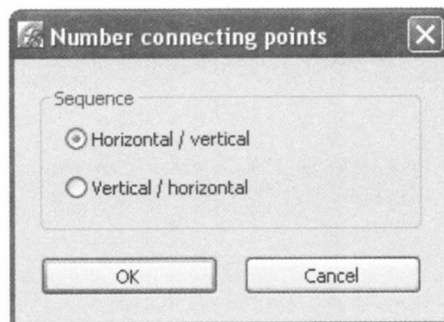 Number connecting points
Sequence
Horizontal / vertical
Vertical / horizontal
OK
Cancel